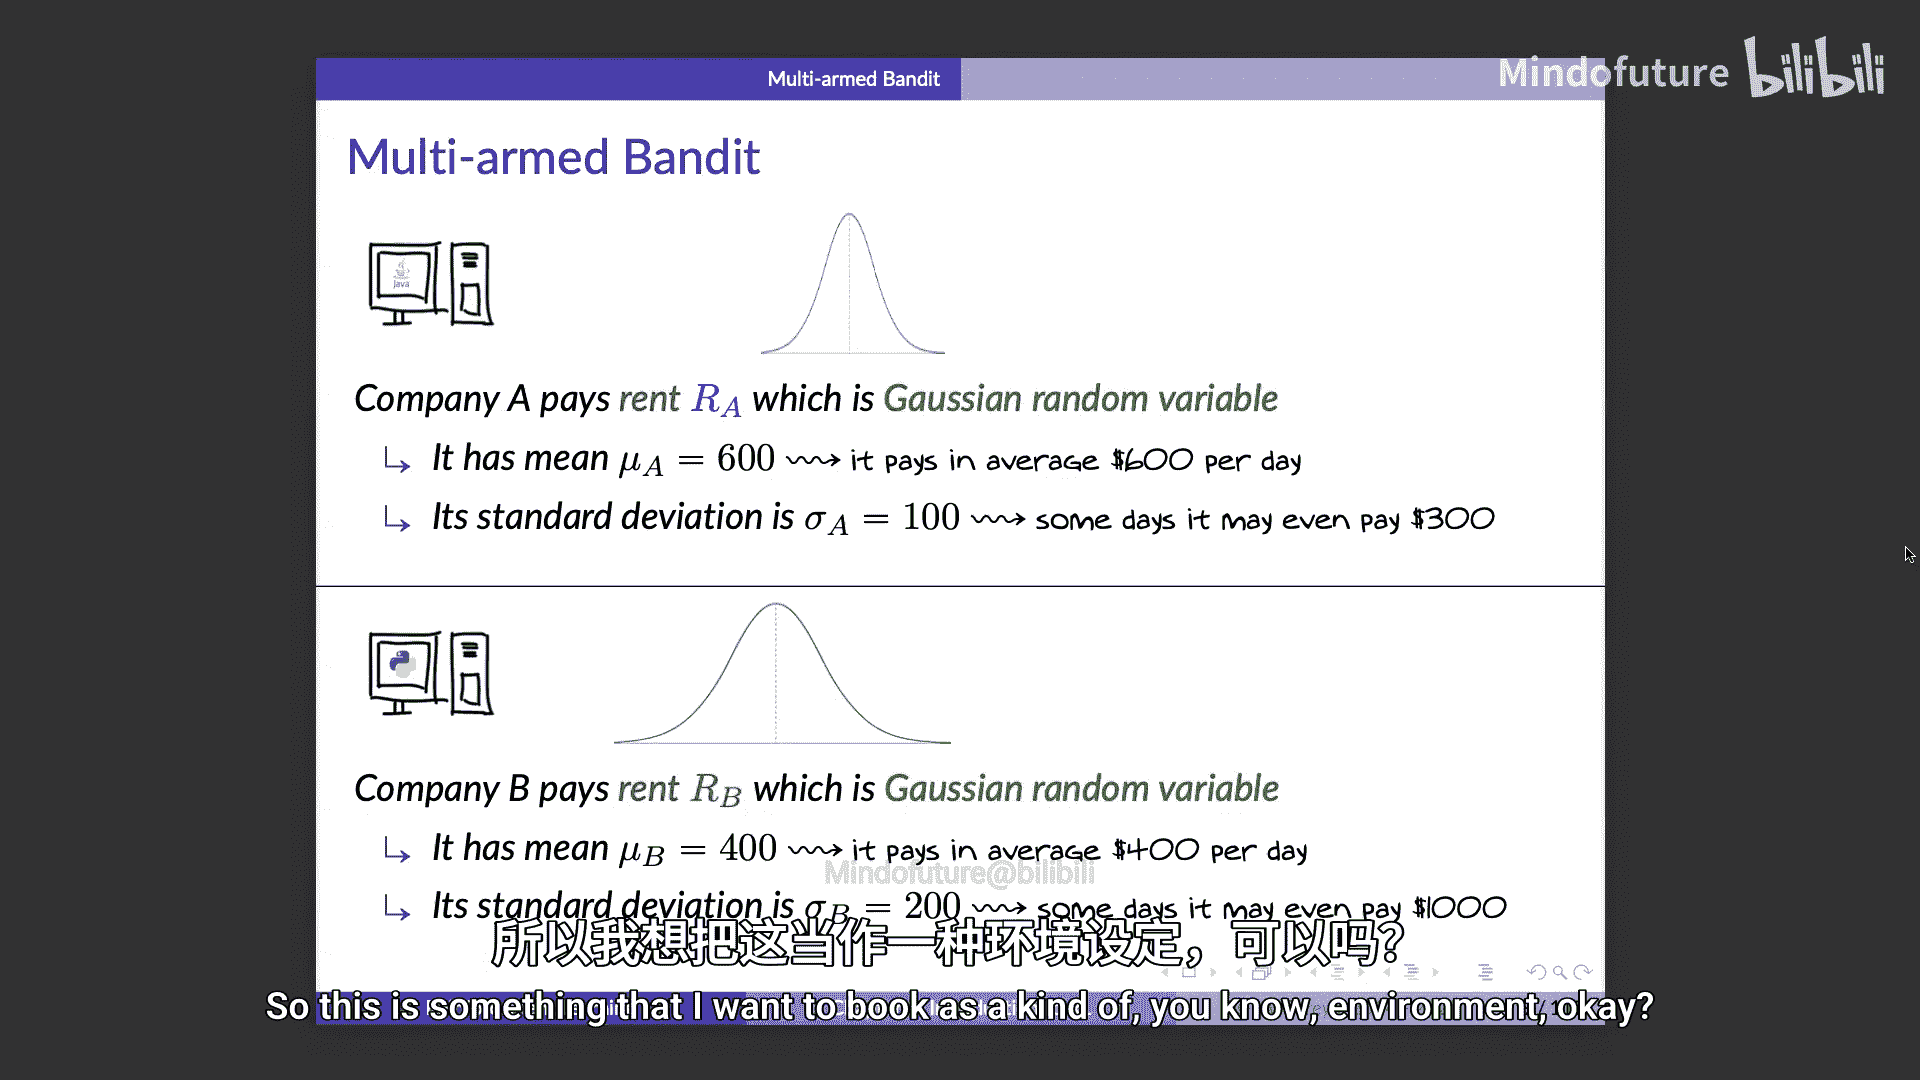 Mindofuture bilibili
Multi-armed Bandit
Multi-armed Bandit
Java
Company A pays rent R_A which is Gaussian random variable
It has mean μ_A = 600 ⇝ it pays in average $600 per day
Its standard deviation is σ_A = 100 ⇝ some days it may even pay $300
Company B pays rent R_B which is Gaussian random variable
It has mean μ_B = 400 ⇝ it pays in average $400 per day
Mindofuture@bilibili
Its standard deviation is σ_B = 200 ⇝ some days it may even pay $1000
所以我想把这当作一种环境设定，可以吗？
So this is something that I want to book as a kind of, you know, environment, okay?